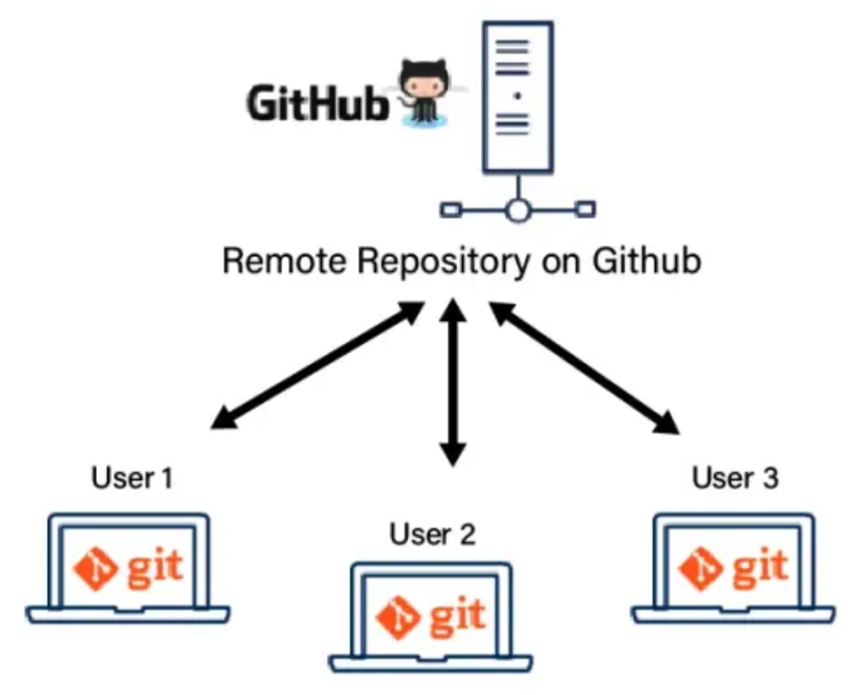 GitHub
Remote Repository on Github
User 1
User 2
User 3
git
git
git